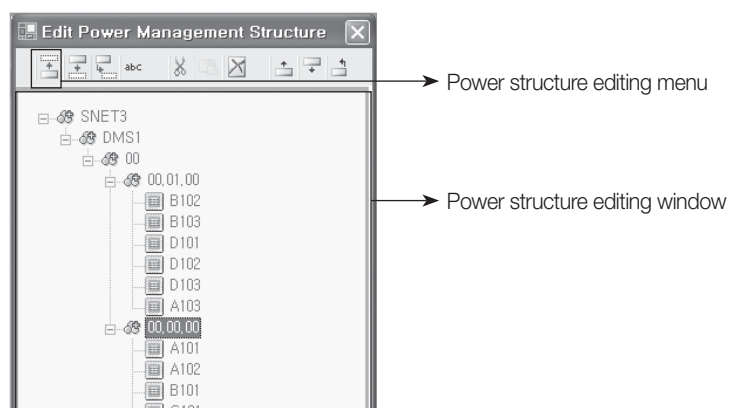 Edit Power Management Structure
abc
Power structure editing menu
SNET3
DMS1
00
00,01,00
B102
Power structure editing window
B103
D101
D102
D103
A103
00,00,00
A101
A102
B101